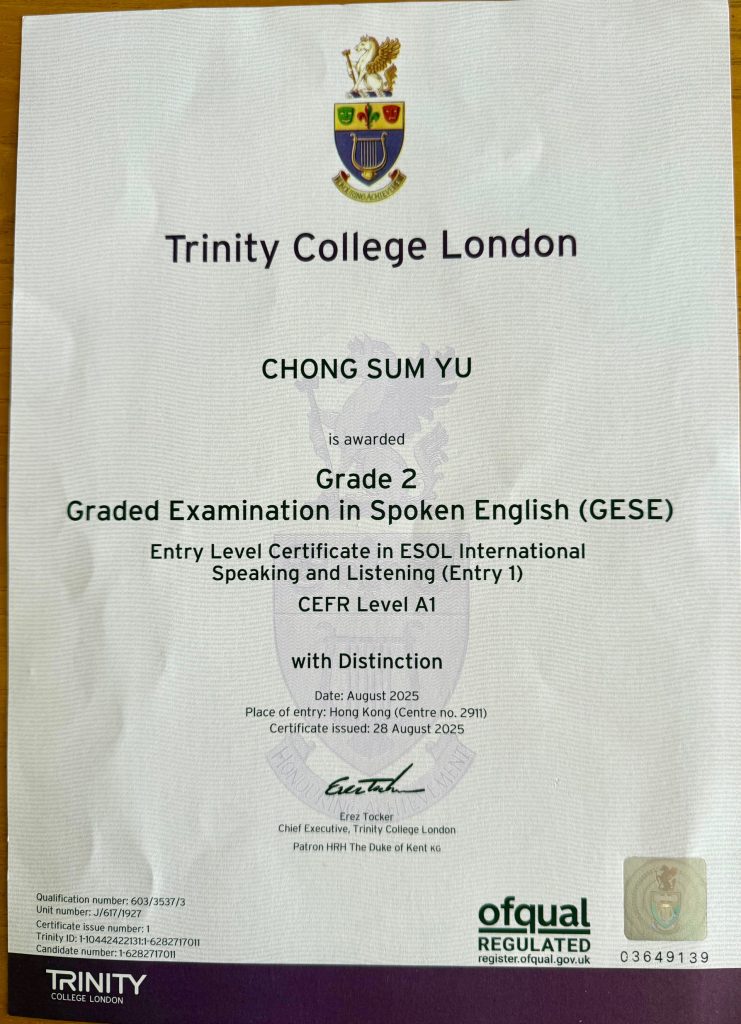 HONOURING ACHIEVEMENT
Trinity College London
CHONG SUM YU
is awarded
Grade 2
Graded Examination in Spoken English (GESE)
Entry Level Certificate in ESOL International
Speaking and Listening (Entry 1)
CEFR Level A1
with Distinction
Date: August 2025
Place of entry: Hong Kong (Centre no. 2911)
Certificate issued: 28 August 2025
HONOURING ACHIEVEMENT
Erez Tocker
Chief Executive, Trinity College London
Patron HRH The Duke of Kent KG
Qualification number: 603/3537/3
Unit number: J/617/1927
Certificate issue number: 1
Trinity ID: 1-10442422131:1-6282717011
Candidate number: 1-6282717011
ofqual
REGULATED
register.ofqual.gov.uk
03649139
TRINITY
COLLEGE LONDON